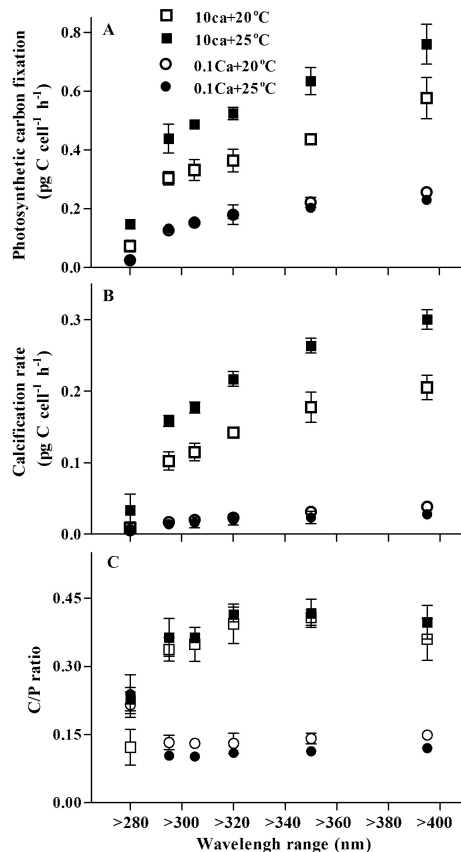 A
10ca+20°C
10ca+25°C
0.1Ca+20°C
0.1Ca+25°C
Photosynthetic carbon fixation
(pg C cell⁻¹ h⁻¹)
0.8
0.6
0.4
0.2
0.0
B
Calcification rate
(pg C cell⁻¹ h⁻¹)
0.3
0.2
0.1
0.0
C
C/P ratio
0.45
0.30
0.15
0.00
>280 >300 >320 >340 >360 >380 >400
Wavelengh range (nm)